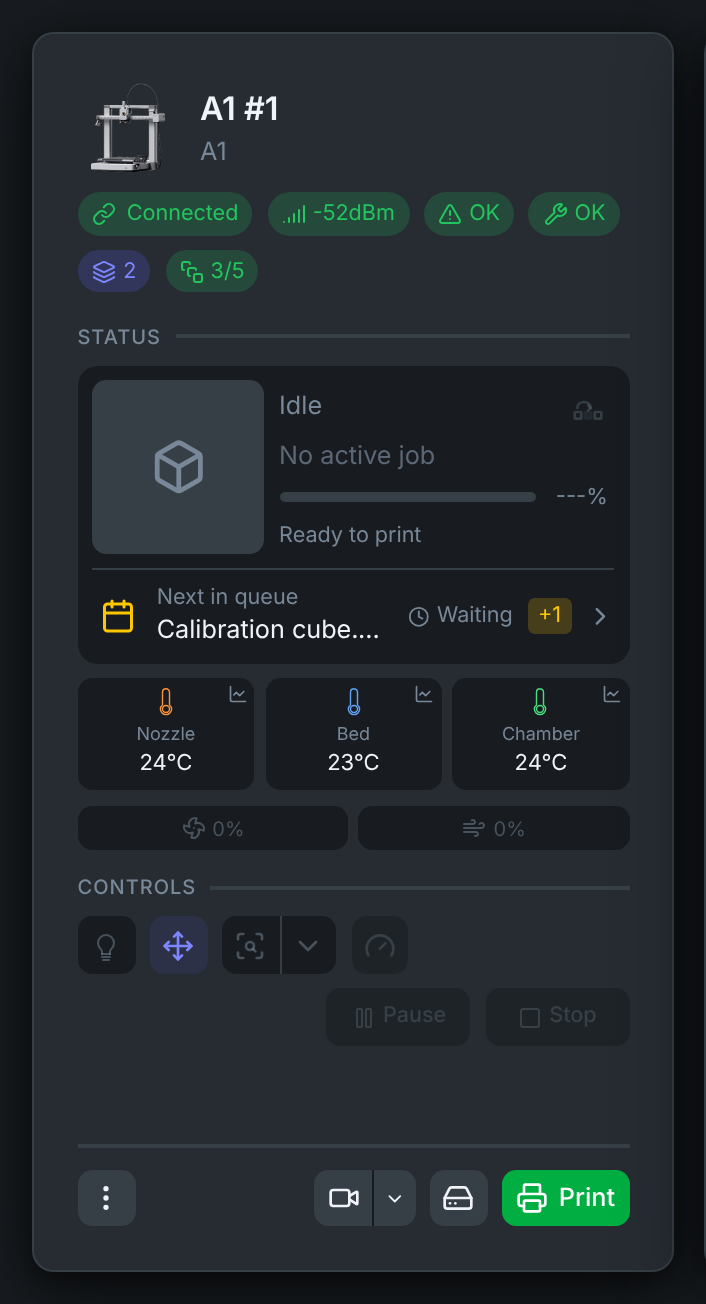 A1 #1
A1
Connected -52dBm OK OK
2 3/5
STATUS
Idle
No active job
---%
Ready to print
Next in queue
Calibration cube.... Waiting +1
Nozzle Bed Chamber
24°C 23°C 24°C
0% 0%
CONTROLS
Pause Stop
Print